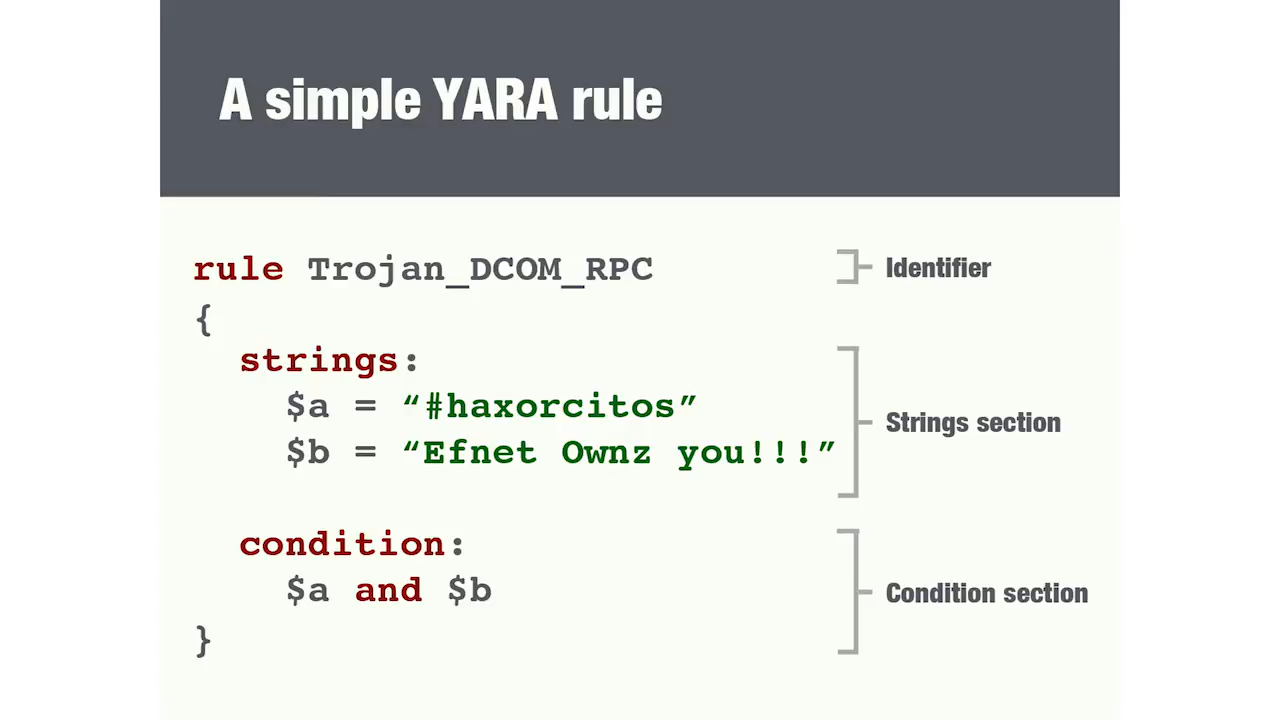 A simple YARA rule
rule Trojan_DCOM_RPC
Identifier
{
strings:
$a = “#haxorcitos”
$b = “Efnet Ownz you!!!”
Strings section
condition:
$a and $b
Condition section
}